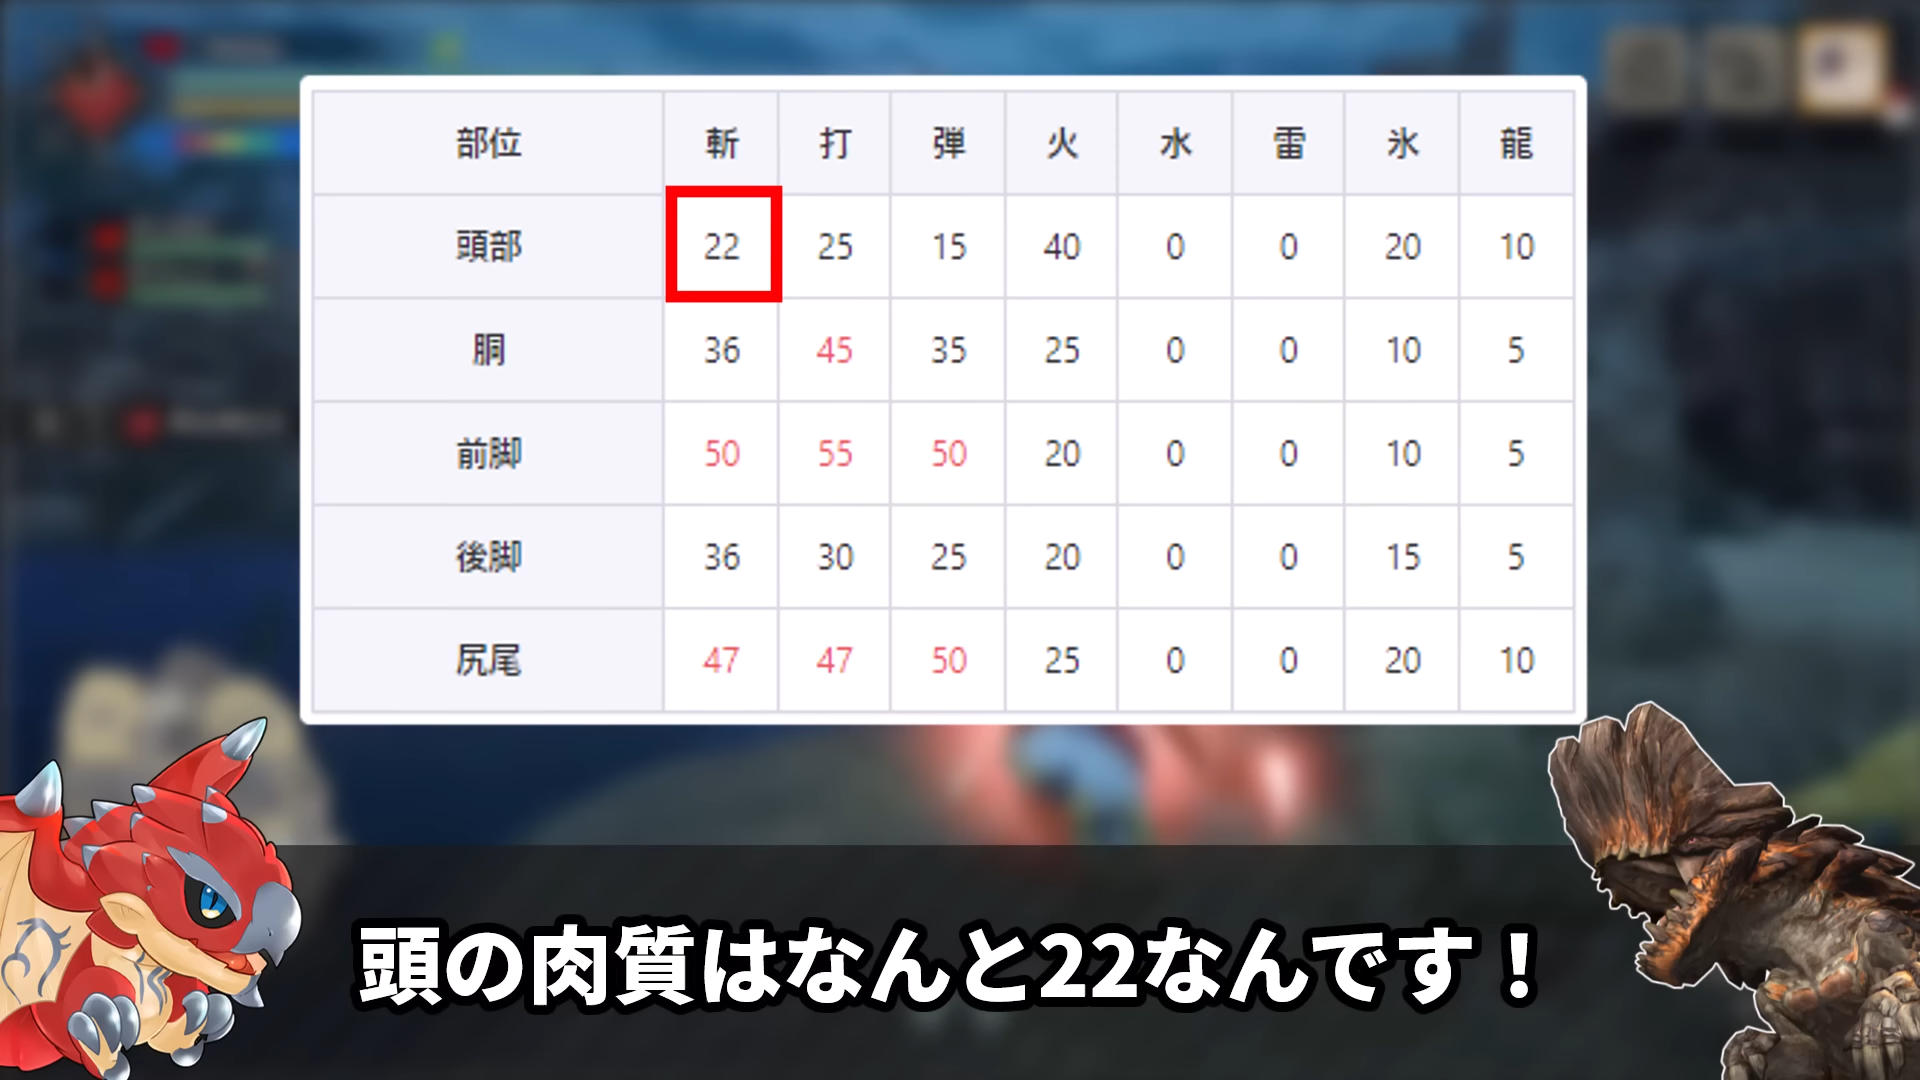 部位 斬 打 弾 火 水 雷 氷 龍
頭部 22 25 15 40 0 0 20 10
胴 36 45 35 25 0 0 10 5
前脚 50 55 50 20 0 0 10 5
後脚 36 30 25 20 0 0 15 5
尻尾 47 47 50 25 0 0 20 10
頭の肉質はなんと22なんです！